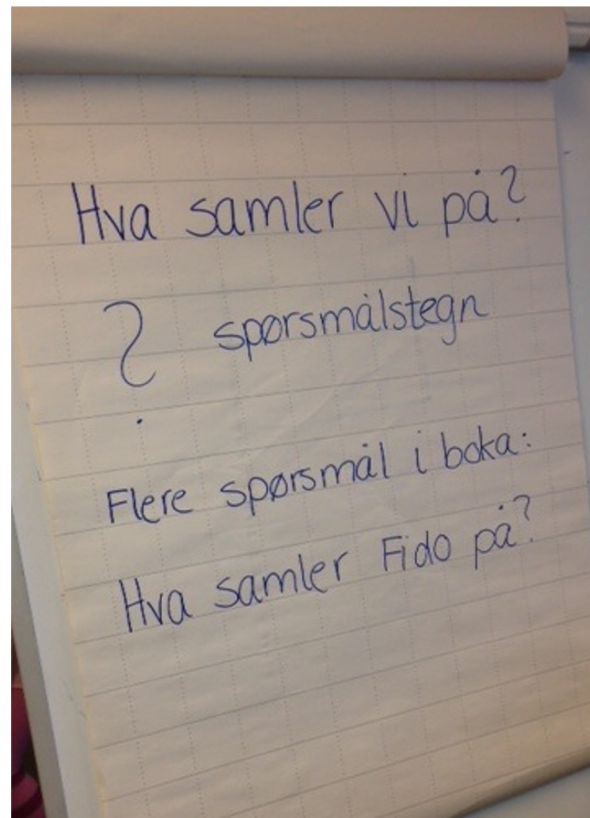 Hva samler vi på?
? spørsmålstegn
Flere spørsmål i boka:
Hva samler Fido på?